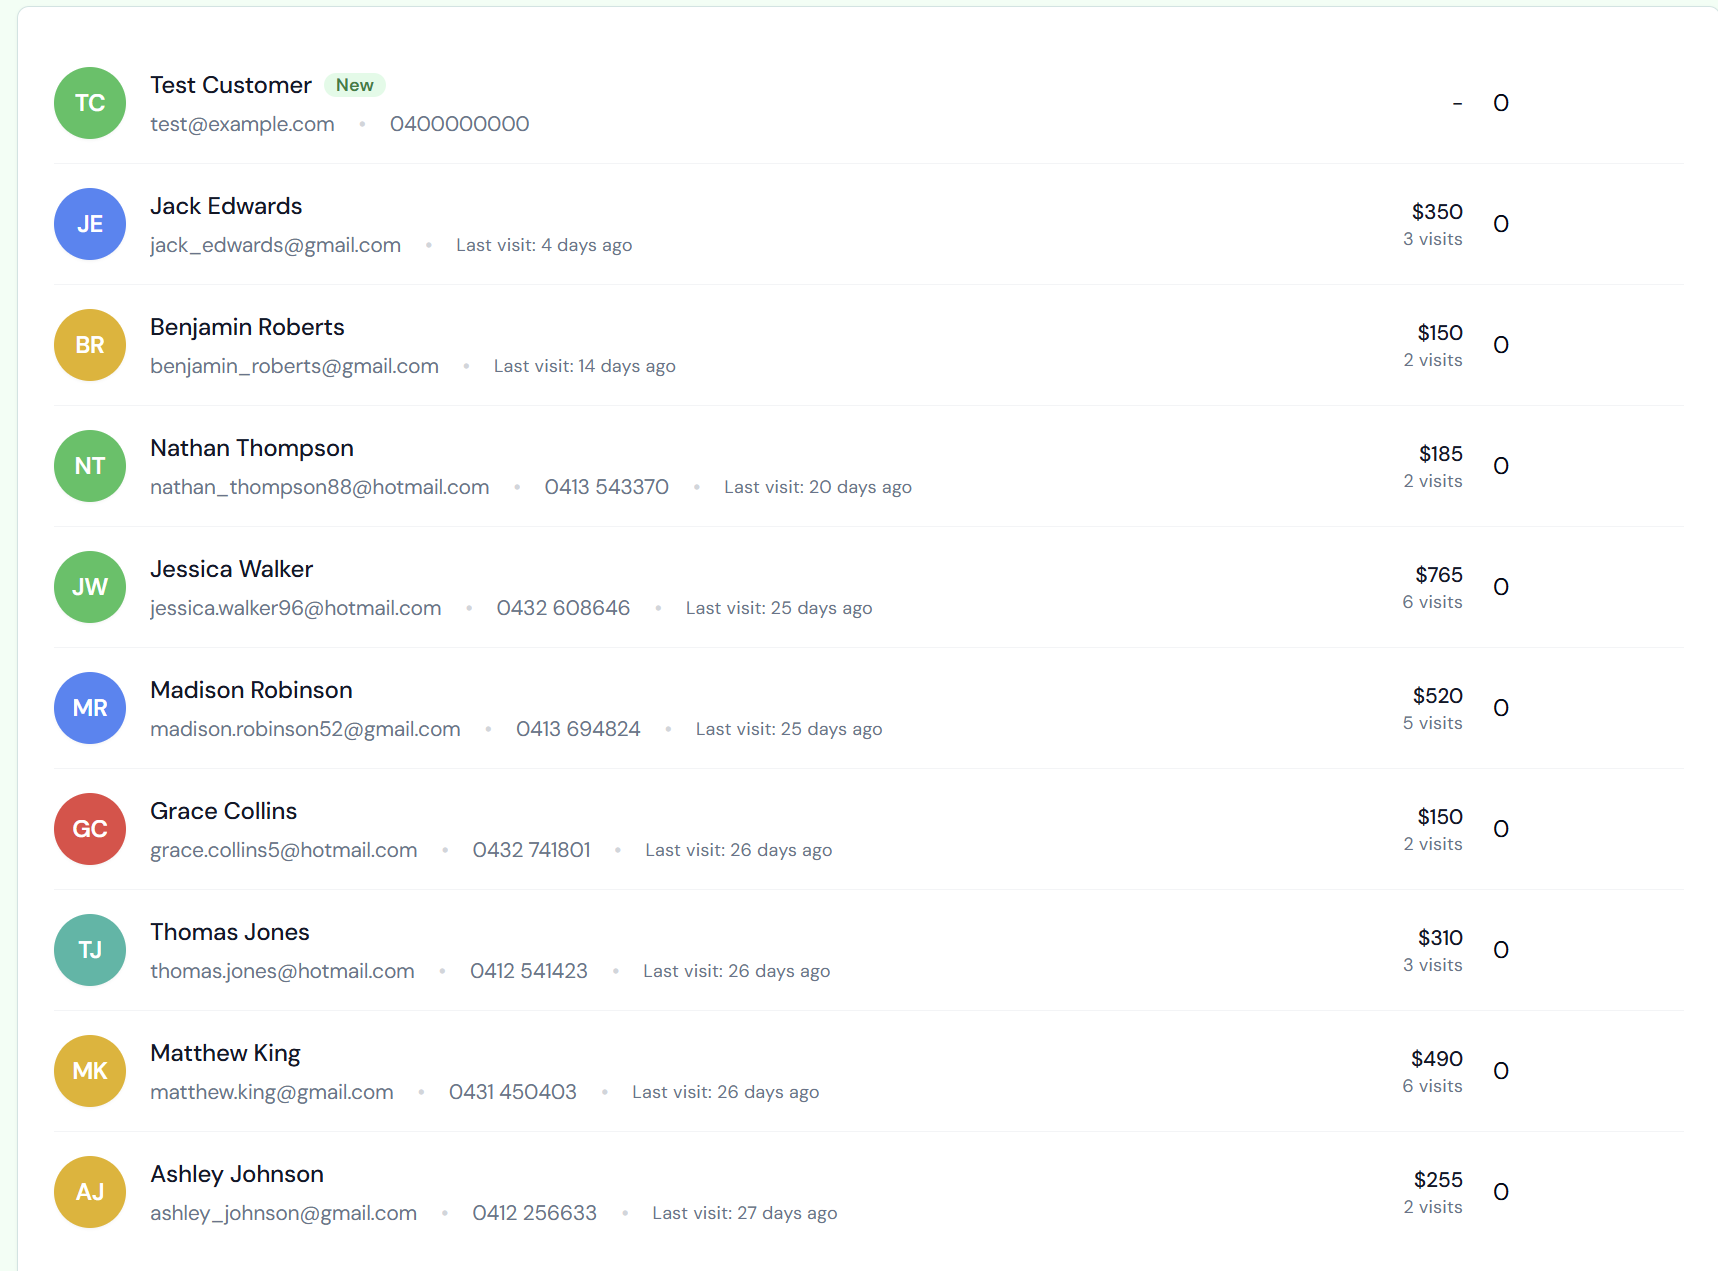 TC
Test Customer New
test@example.com • 0400000000
- 0
JE
Jack Edwards
jack_edwards@gmail.com • Last visit: 4 days ago
$350
3 visits
0
BR
Benjamin Roberts
benjamin_roberts@gmail.com • Last visit: 14 days ago
$150
2 visits
0
NT
Nathan Thompson
nathan_thompson88@hotmail.com • 0413 543370 • Last visit: 20 days ago
$185
2 visits
0
JW
Jessica Walker
jessica.walker96@hotmail.com • 0432 608646 • Last visit: 25 days ago
$765
6 visits
0
MR
Madison Robinson
madison.robinson52@gmail.com • 0413 694824 • Last visit: 25 days ago
$520
5 visits
0
GC
Grace Collins
grace.collins5@hotmail.com • 0432 741801 • Last visit: 26 days ago
$150
2 visits
0
TJ
Thomas Jones
thomas.jones@hotmail.com • 0412 541423 • Last visit: 26 days ago
$310
3 visits
0
MK
Matthew King
matthew.king@gmail.com • 0431 450403 • Last visit: 26 days ago
$490
6 visits
0
AJ
Ashley Johnson
ashley_johnson@gmail.com • 0412 256633 • Last visit: 27 days ago
$255
2 visits
0